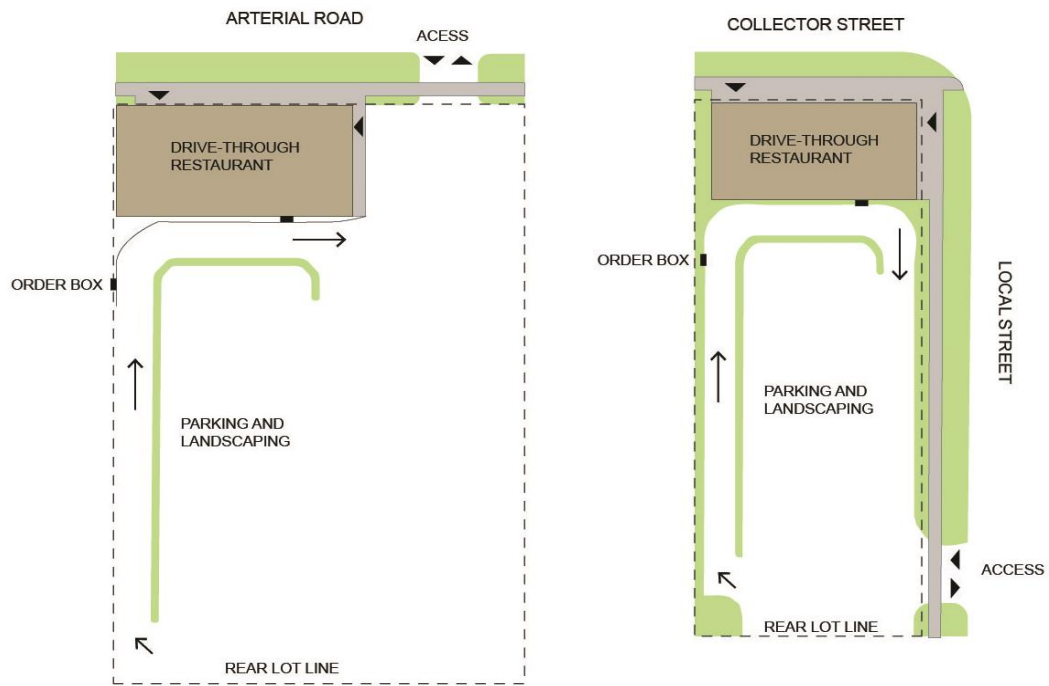 ARTERIAL ROAD
ACESS
DRIVE-THROUGH
RESTAURANT
ORDER BOX
PARKING AND
LANDSCAPING
REAR LOT LINE
COLLECTOR STREET
DRIVE-THROUGH
RESTAURANT
ORDER BOX
LOCAL STREET
PARKING AND
LANDSCAPING
ACCESS
REAR LOT LINE